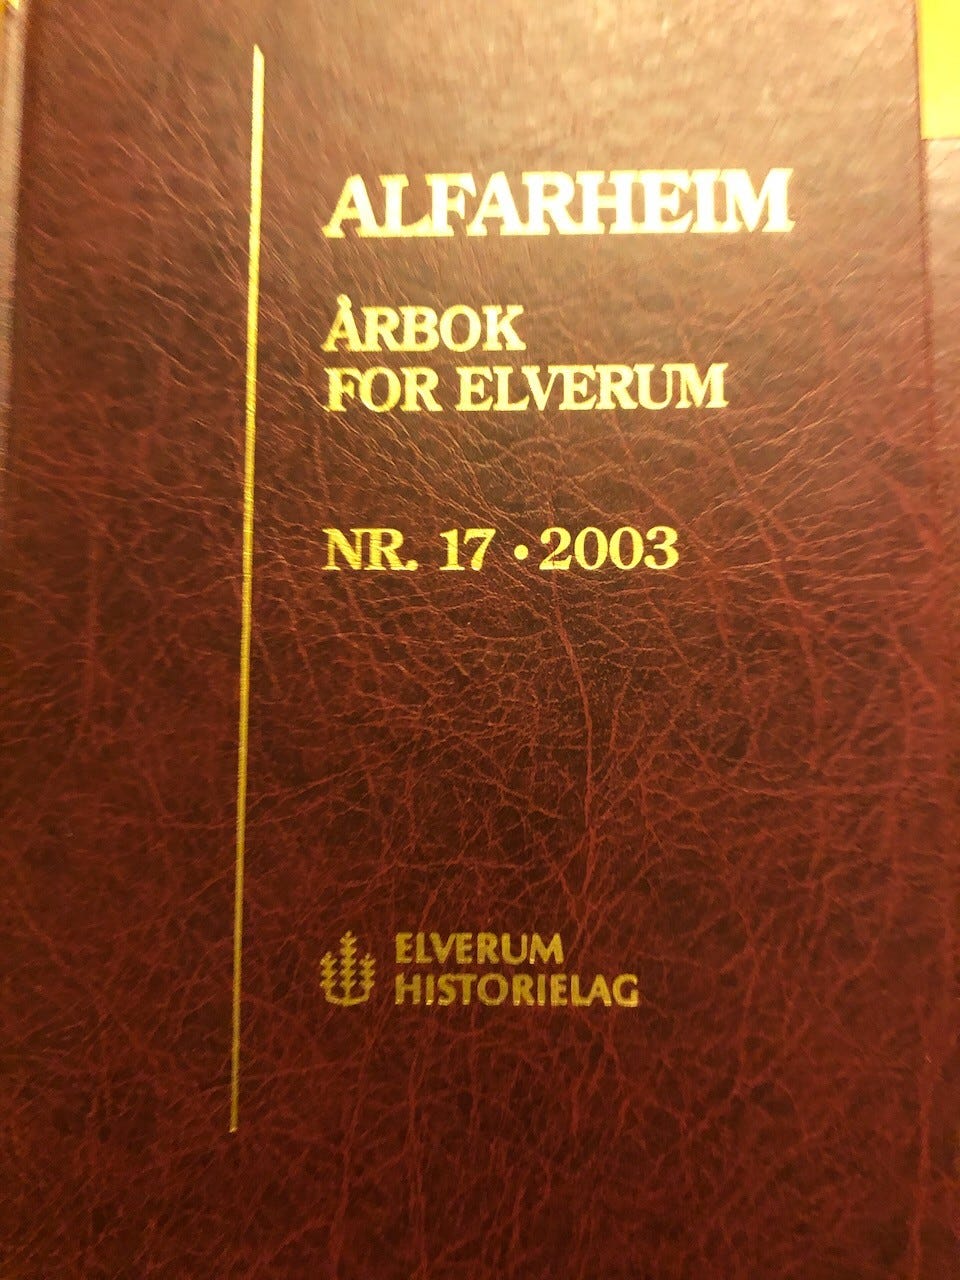 ALFARHEIM
ÅRBOK
FOR ELVERUM
NR. 17 • 2003
ELVERUM
HISTORIELAG